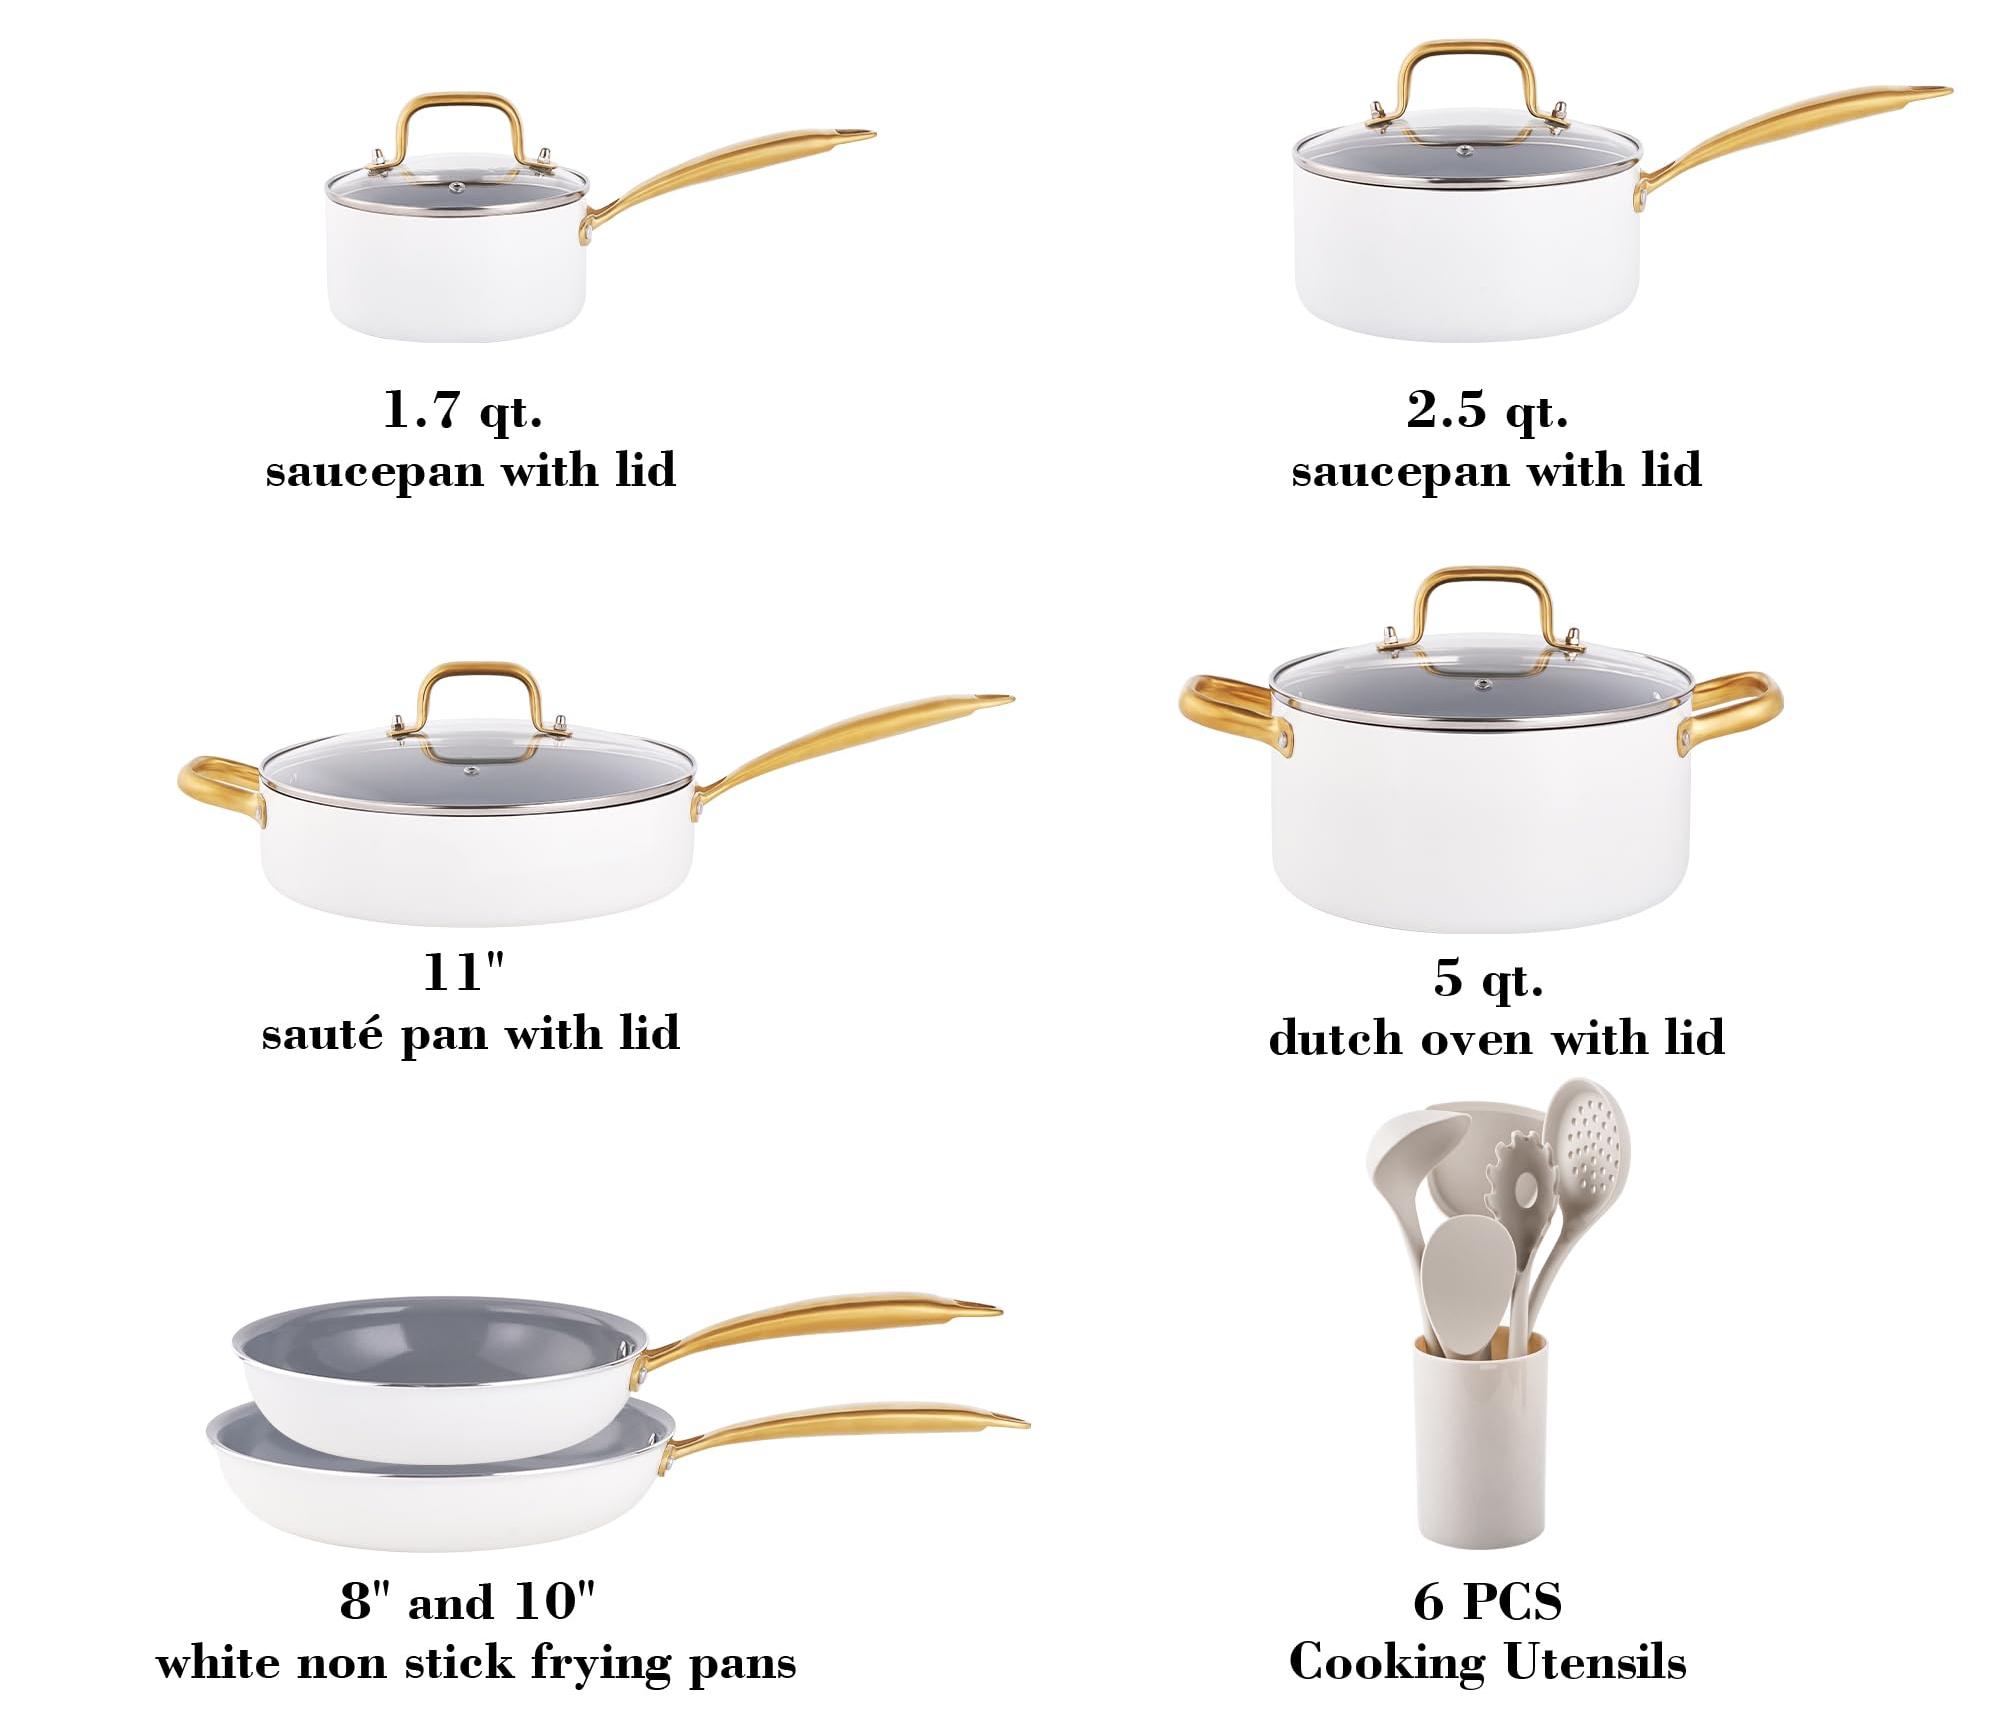 1.7 qt.
saucepan with lid
2.5 qt.
saucepan with lid
11"
sauté pan with lid
5 qt.
dutch oven with lid
8" and 10"
white non stick frying pans
6 PCS
Cooking Utensils